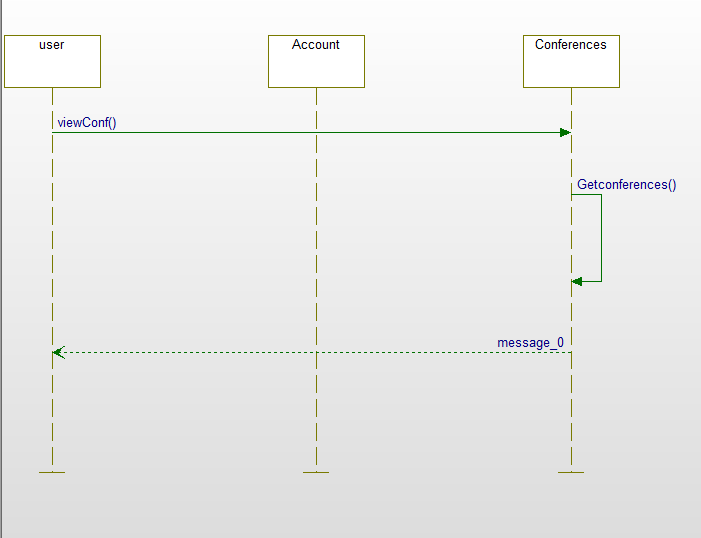 user
Account
Conferences
viewConf()
Getconferences()
message_0